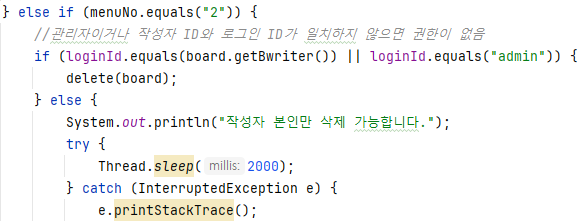 } else if (menuNo.equals("2")) {
//관리자이거나 작성자 ID와 로그인 ID가 일치하지 않으면 권한이 없음
if (loginId.equals(board.getBwriter()) || loginId.equals("admin")) {
delete(board);
} else {
System.out.println("작성자 본인만 삭제 가능합니다.");
try {
Thread.sleep( millis: 2000);
} catch (InterruptedException e) {
e.printStackTrace();